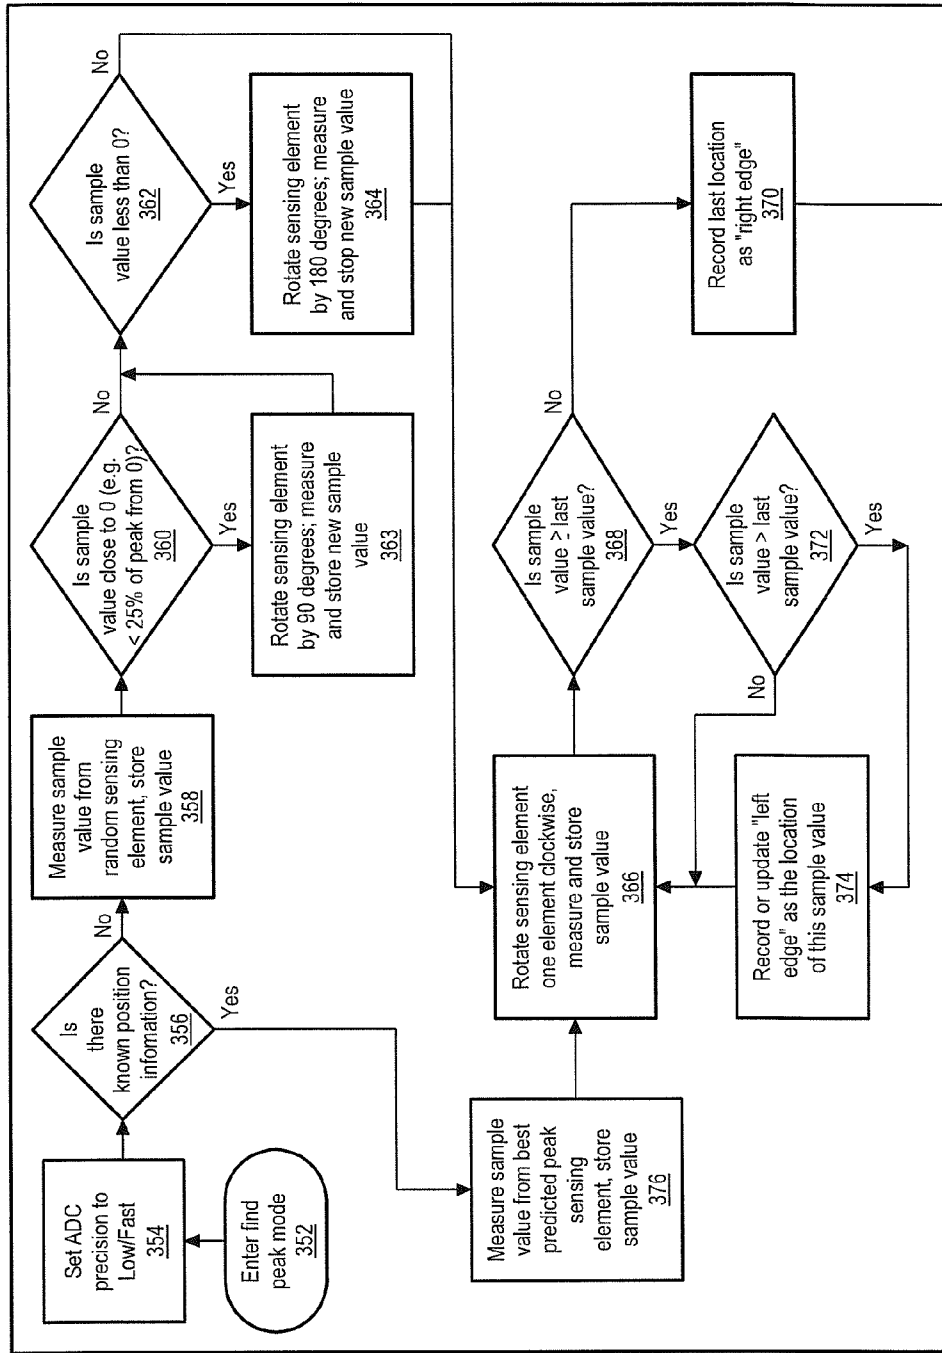 Enter find
peak mode
352
Set ADC
precision to
Low/Fast
354
Is
there
known position
infomation?
356
No
Yes
Measure sample
value from
random sensing
element, store
sample value
358
Is sample
value close to 0 (e.g.
< 25% of peak from 0)?
360
No
Yes
Rotate sensing element
by 90 degrees; measure
and store new sample
value
363
Is sample
value less than 0?
362
No
Yes
Rotate sensing element
by 180 degrees; measure
and stop new sample value
364
Measure sample
value from best
predicted peak
sensing
element, store
sample value
376
Rotate sensing element
one element clockwise,
measure and store
sample value
366
Is sample
value ≥ last
sample value?
368
No
Yes
Record last location
as "right edge"
370
Is sample
value > last
sample value?
372
No
Yes
Record or update "left
edge" as the location
of this sample value
374